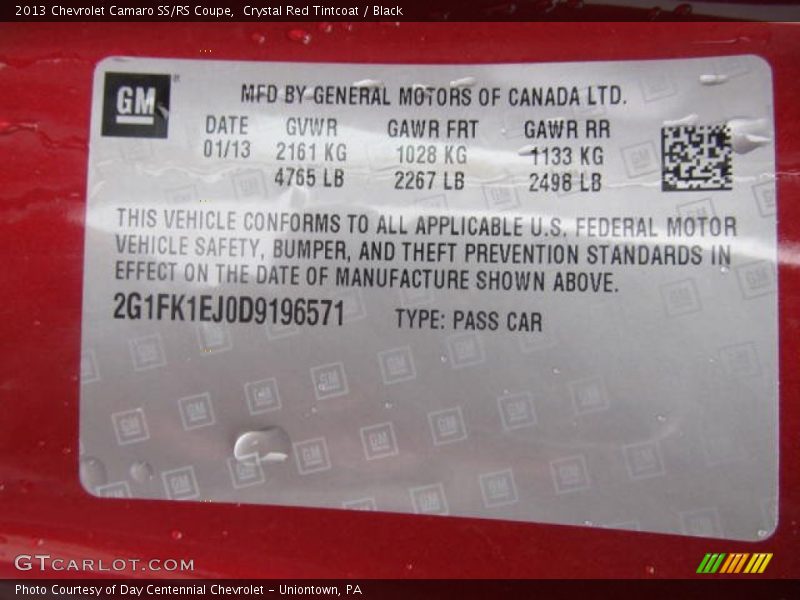 2013 Chevrolet Camaro SS/RS Coupe,  Crystal Red Tintcoat / Black
GM ®
MFD BY GENERAL MOTORS OF CANADA LTD.
DATE GVWR GAWR FRT GAWR RR
01/13 2161 KG 1028 KG 1133 KG
4765 LB 2267 LB 2498 LB
THIS VEHICLE CONFORMS TO ALL APPLICABLE U.S. FEDERAL MOTOR
VEHICLE SAFETY, BUMPER, AND THEFT PREVENTION STANDARDS IN
EFFECT ON THE DATE OF MANUFACTURE SHOWN ABOVE.
2G1FK1EJ0D9196571 TYPE: PASS CAR
GTCARLOT.COM
Photo Courtesy of Day Centennial Chevrolet - Uniontown, PA